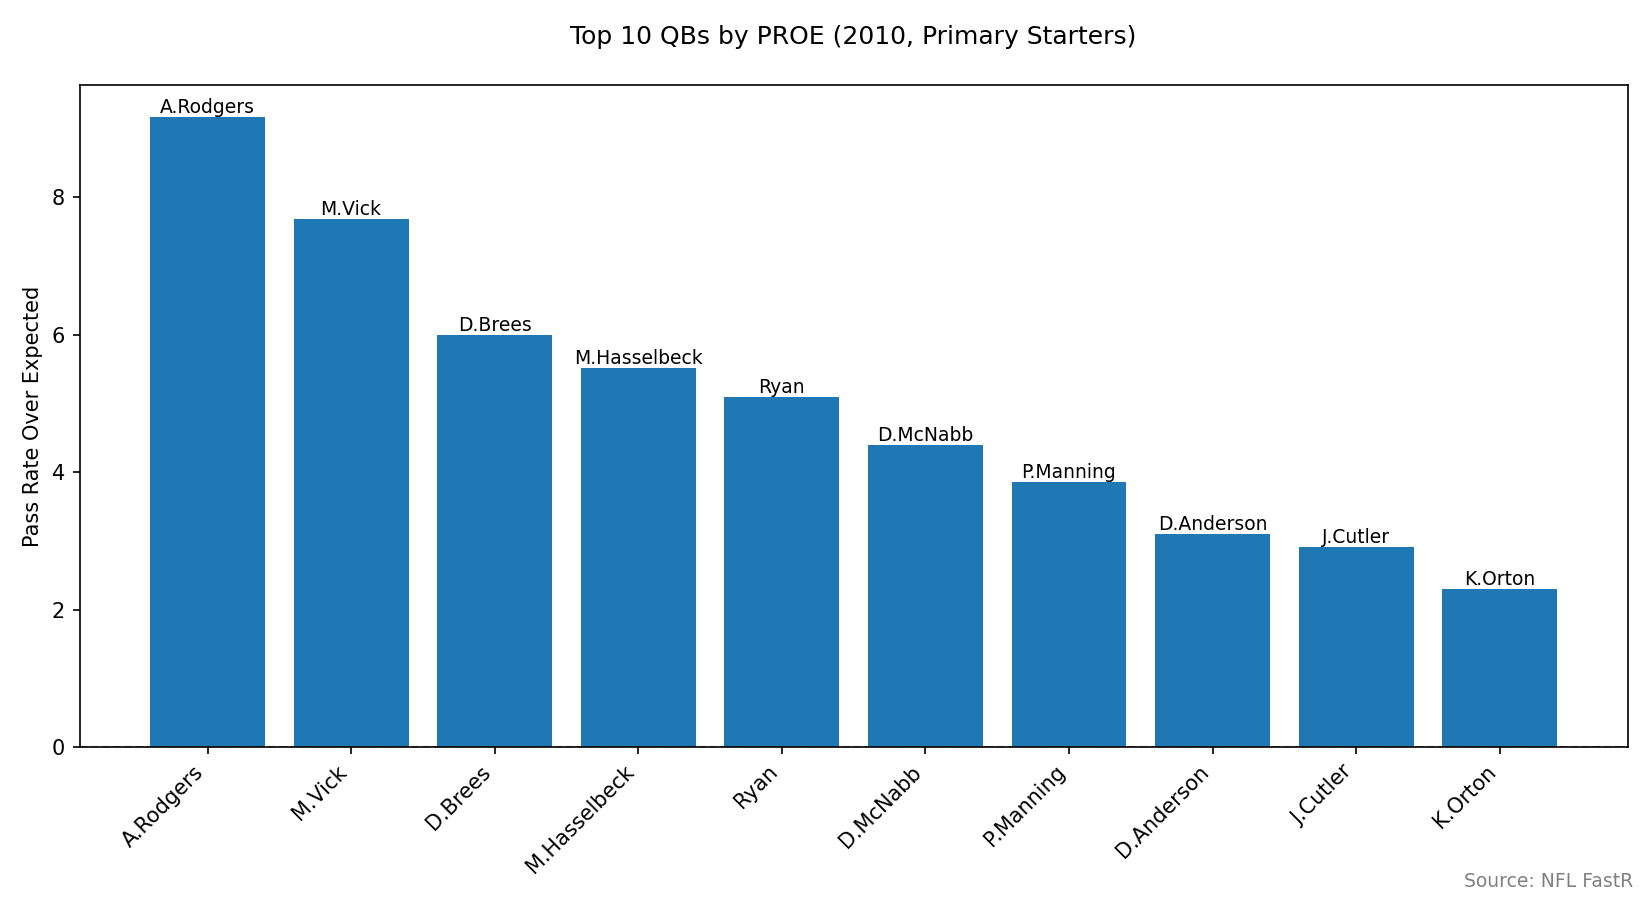 Top 10 QBs by PROE (2010, Primary Starters)
Pass Rate Over Expected
8
6
4
2
0
A.Rodgers
M.Vick
D.Brees
M.Hasselbeck
Ryan
D.McNabb
P.Manning
D.Anderson
J.Cutler
K.Orton
A.Rodgers
M.Vick
D.Brees
M.Hasselbeck
Ryan
D.McNabb
P.Manning
D.Anderson
J.Cutler
K.Orton
Source: NFL FastR